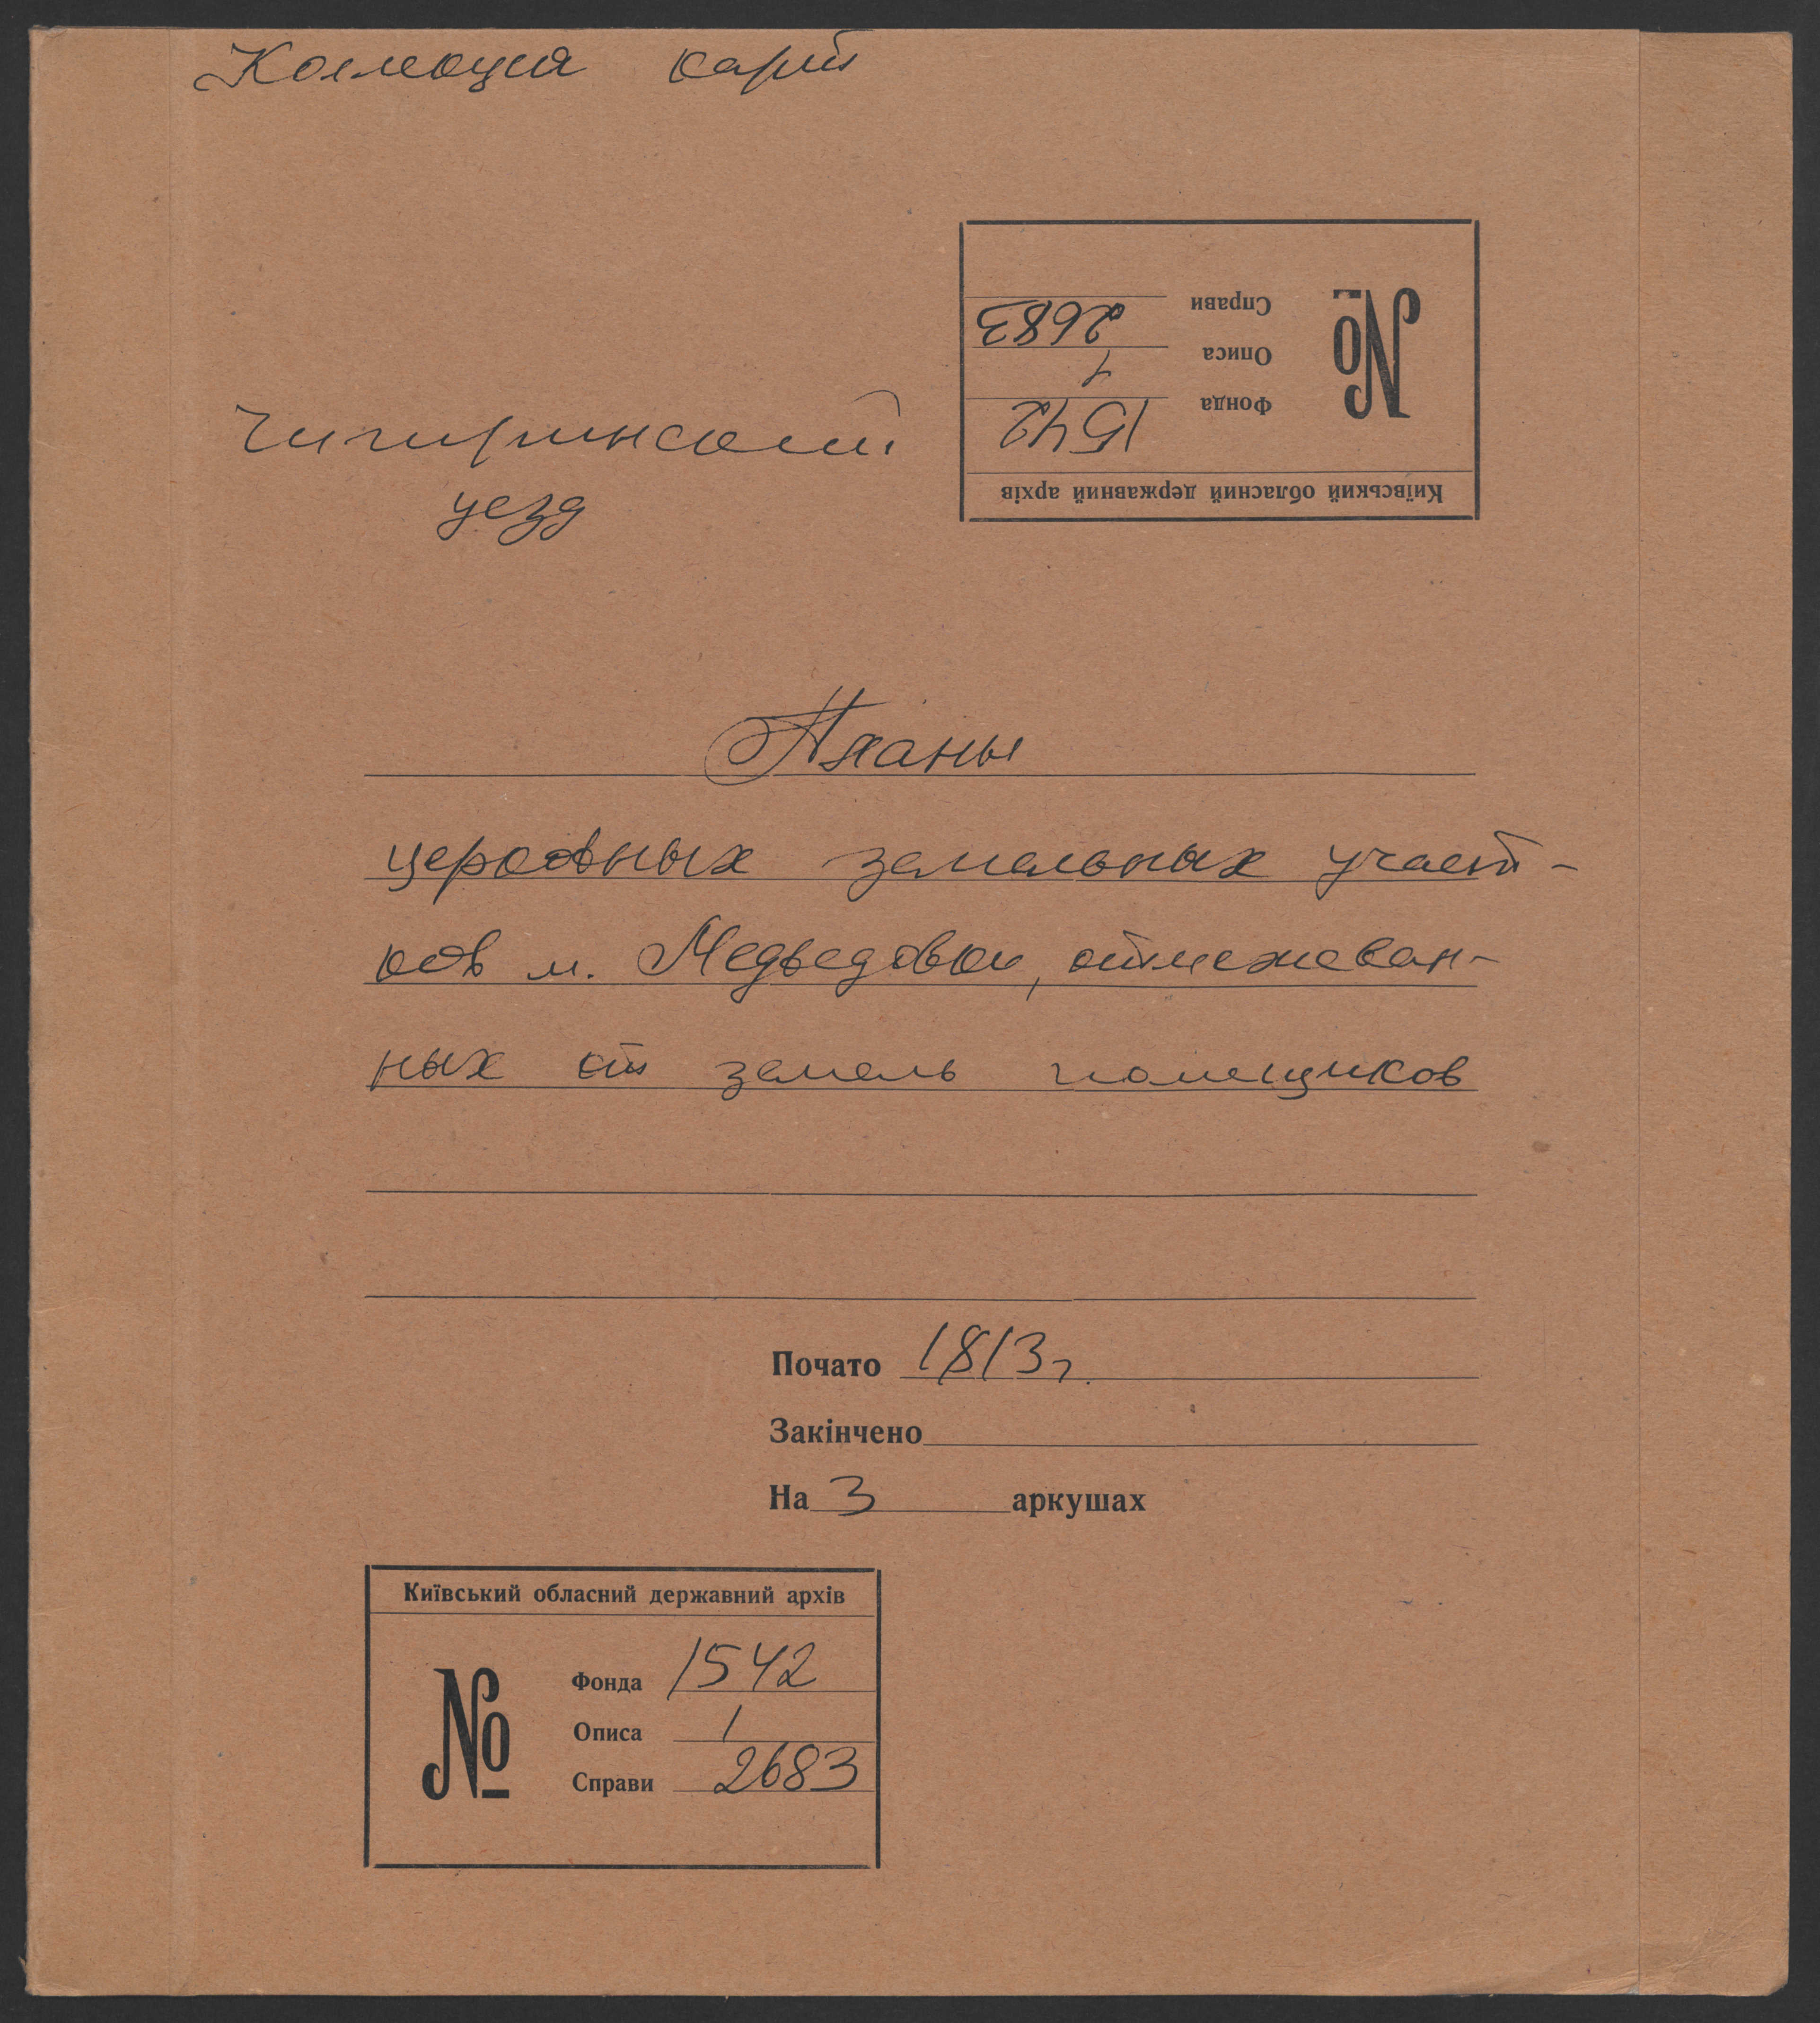 Коллекция карт
№
Справи 2683
Описа 1
Фонда 1542
Київський обласний державний архів
Чигиринский
уезд
Планы
церковных земельных участ-
ков м. Медведовки, отмежеван-
ных от земель помещиков
Почато 1813 г.
Закінчено
На 3 аркушах
Київський обласний державний архів
№
Фонда 1542
Описа 1
Справи 2683